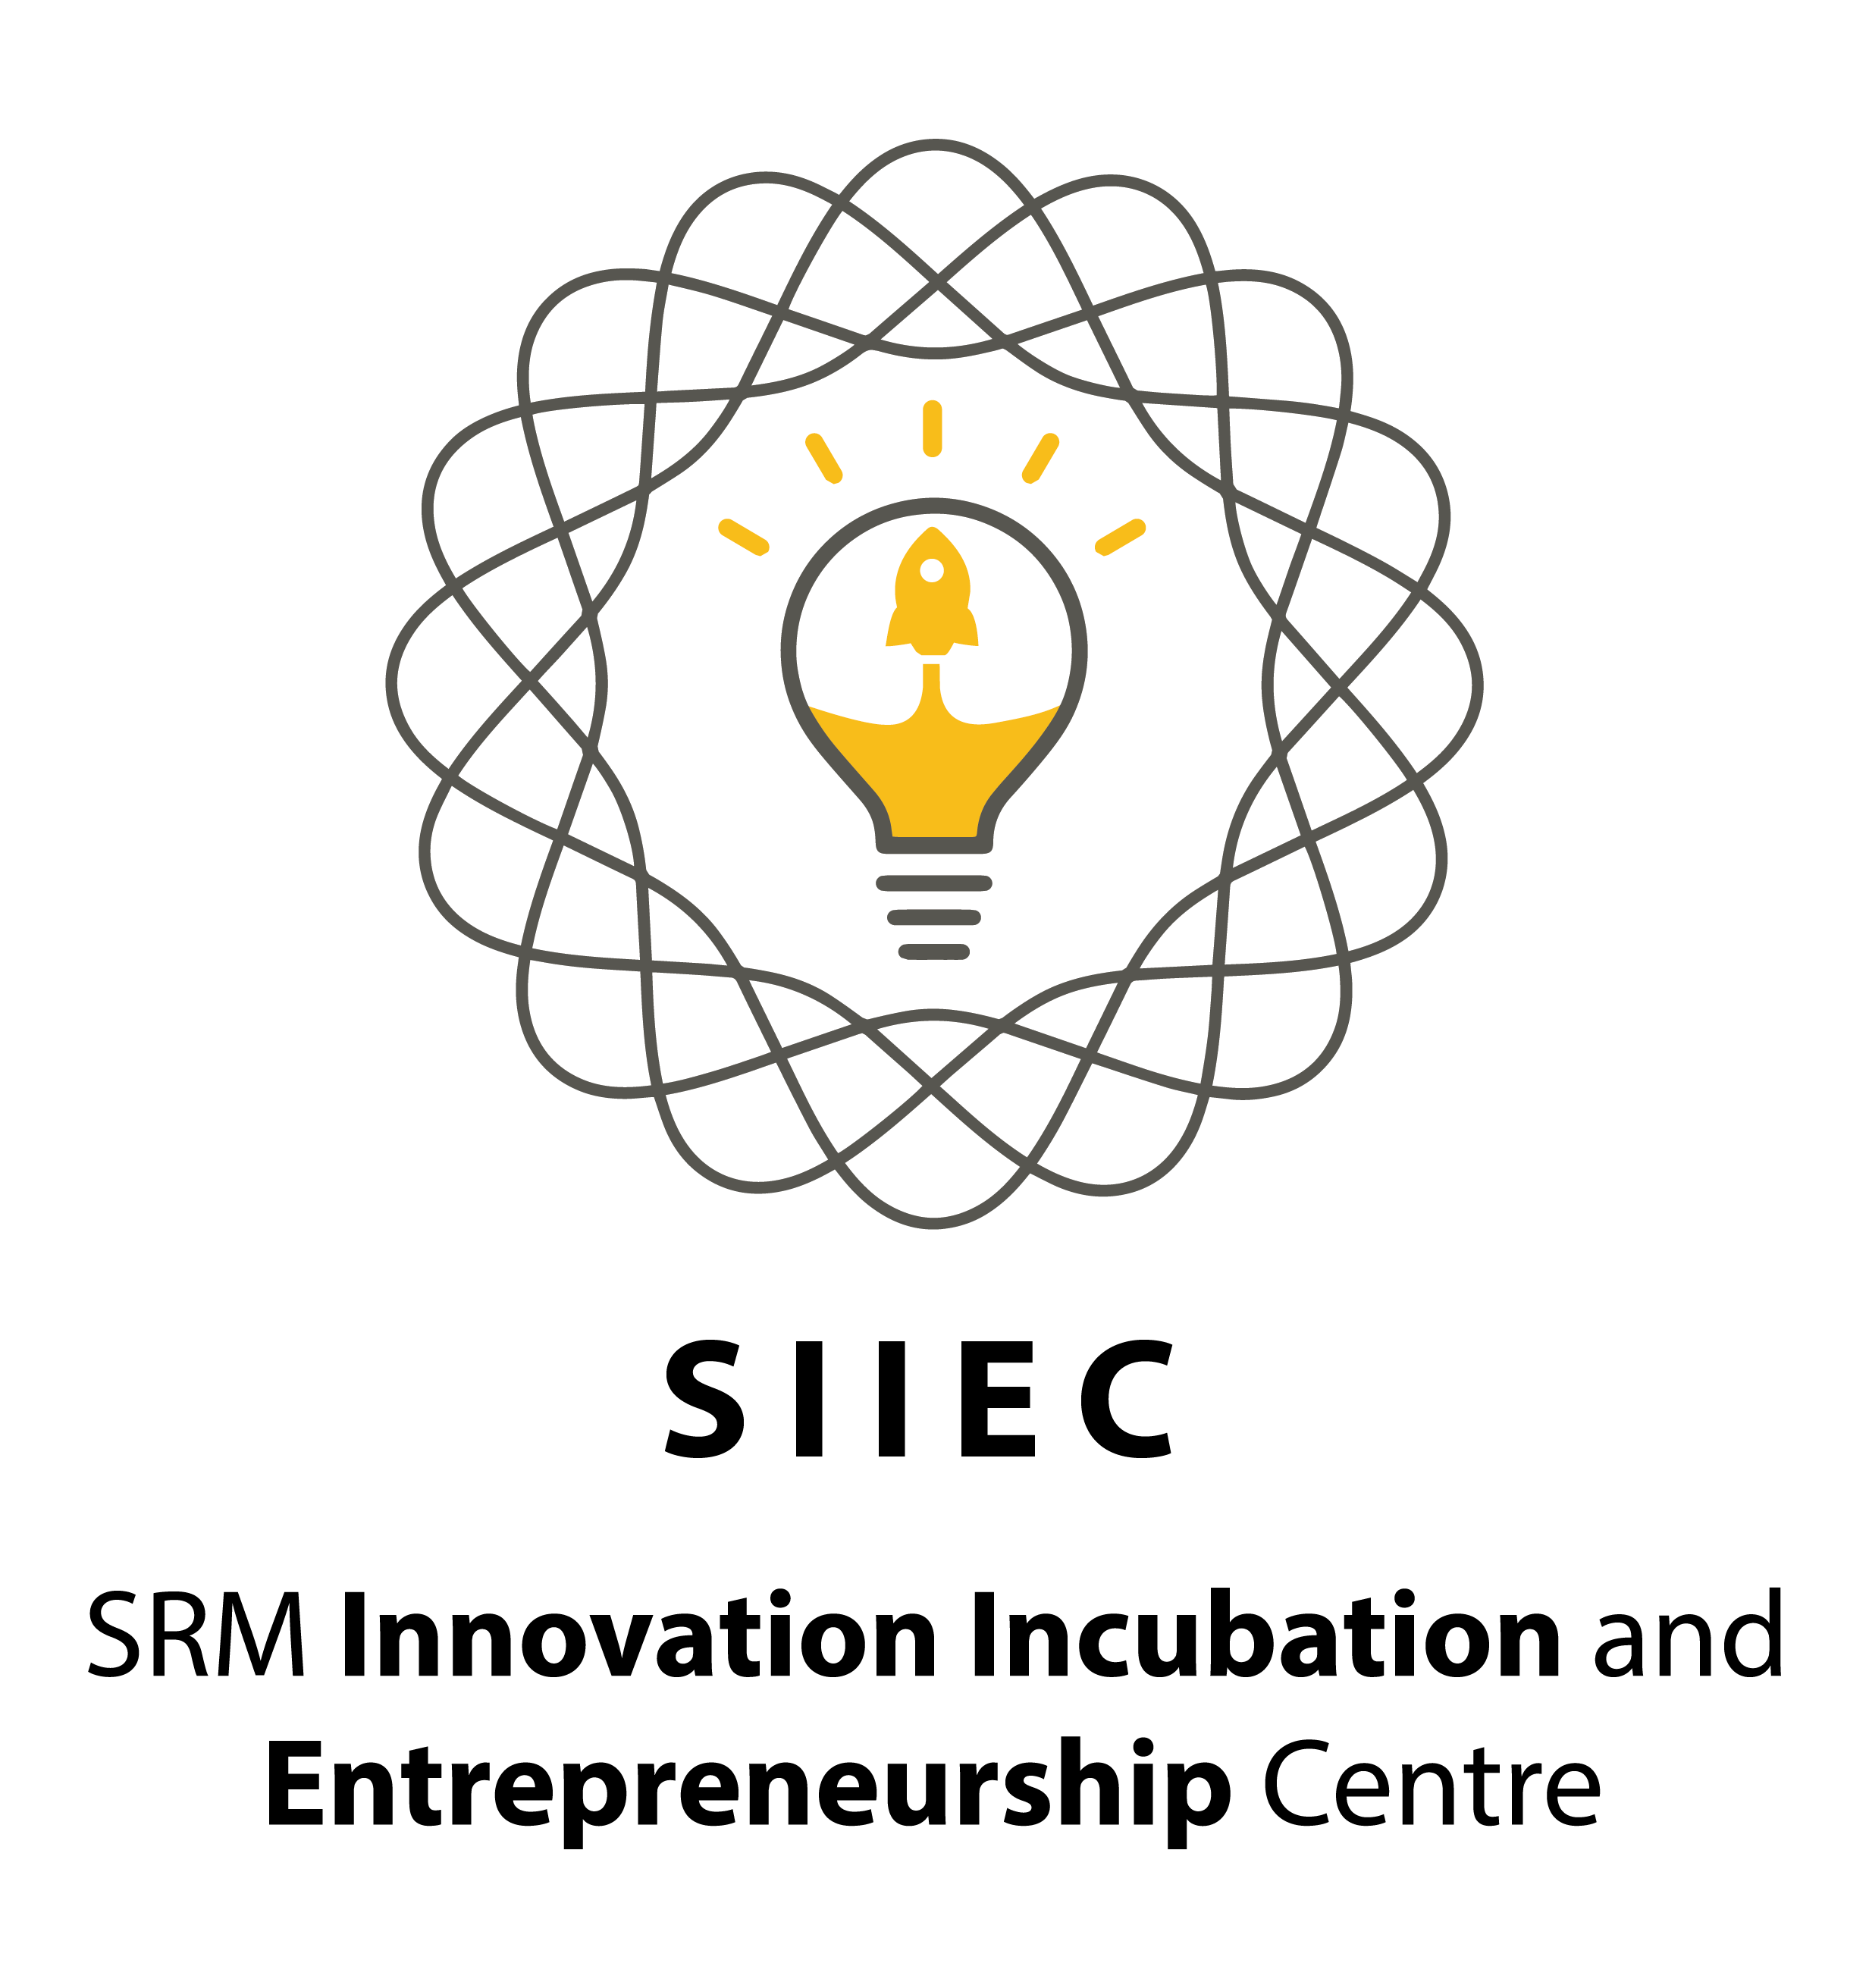 SIIEC
SRM Innovation Incubation and
Entrepreneurship Centre